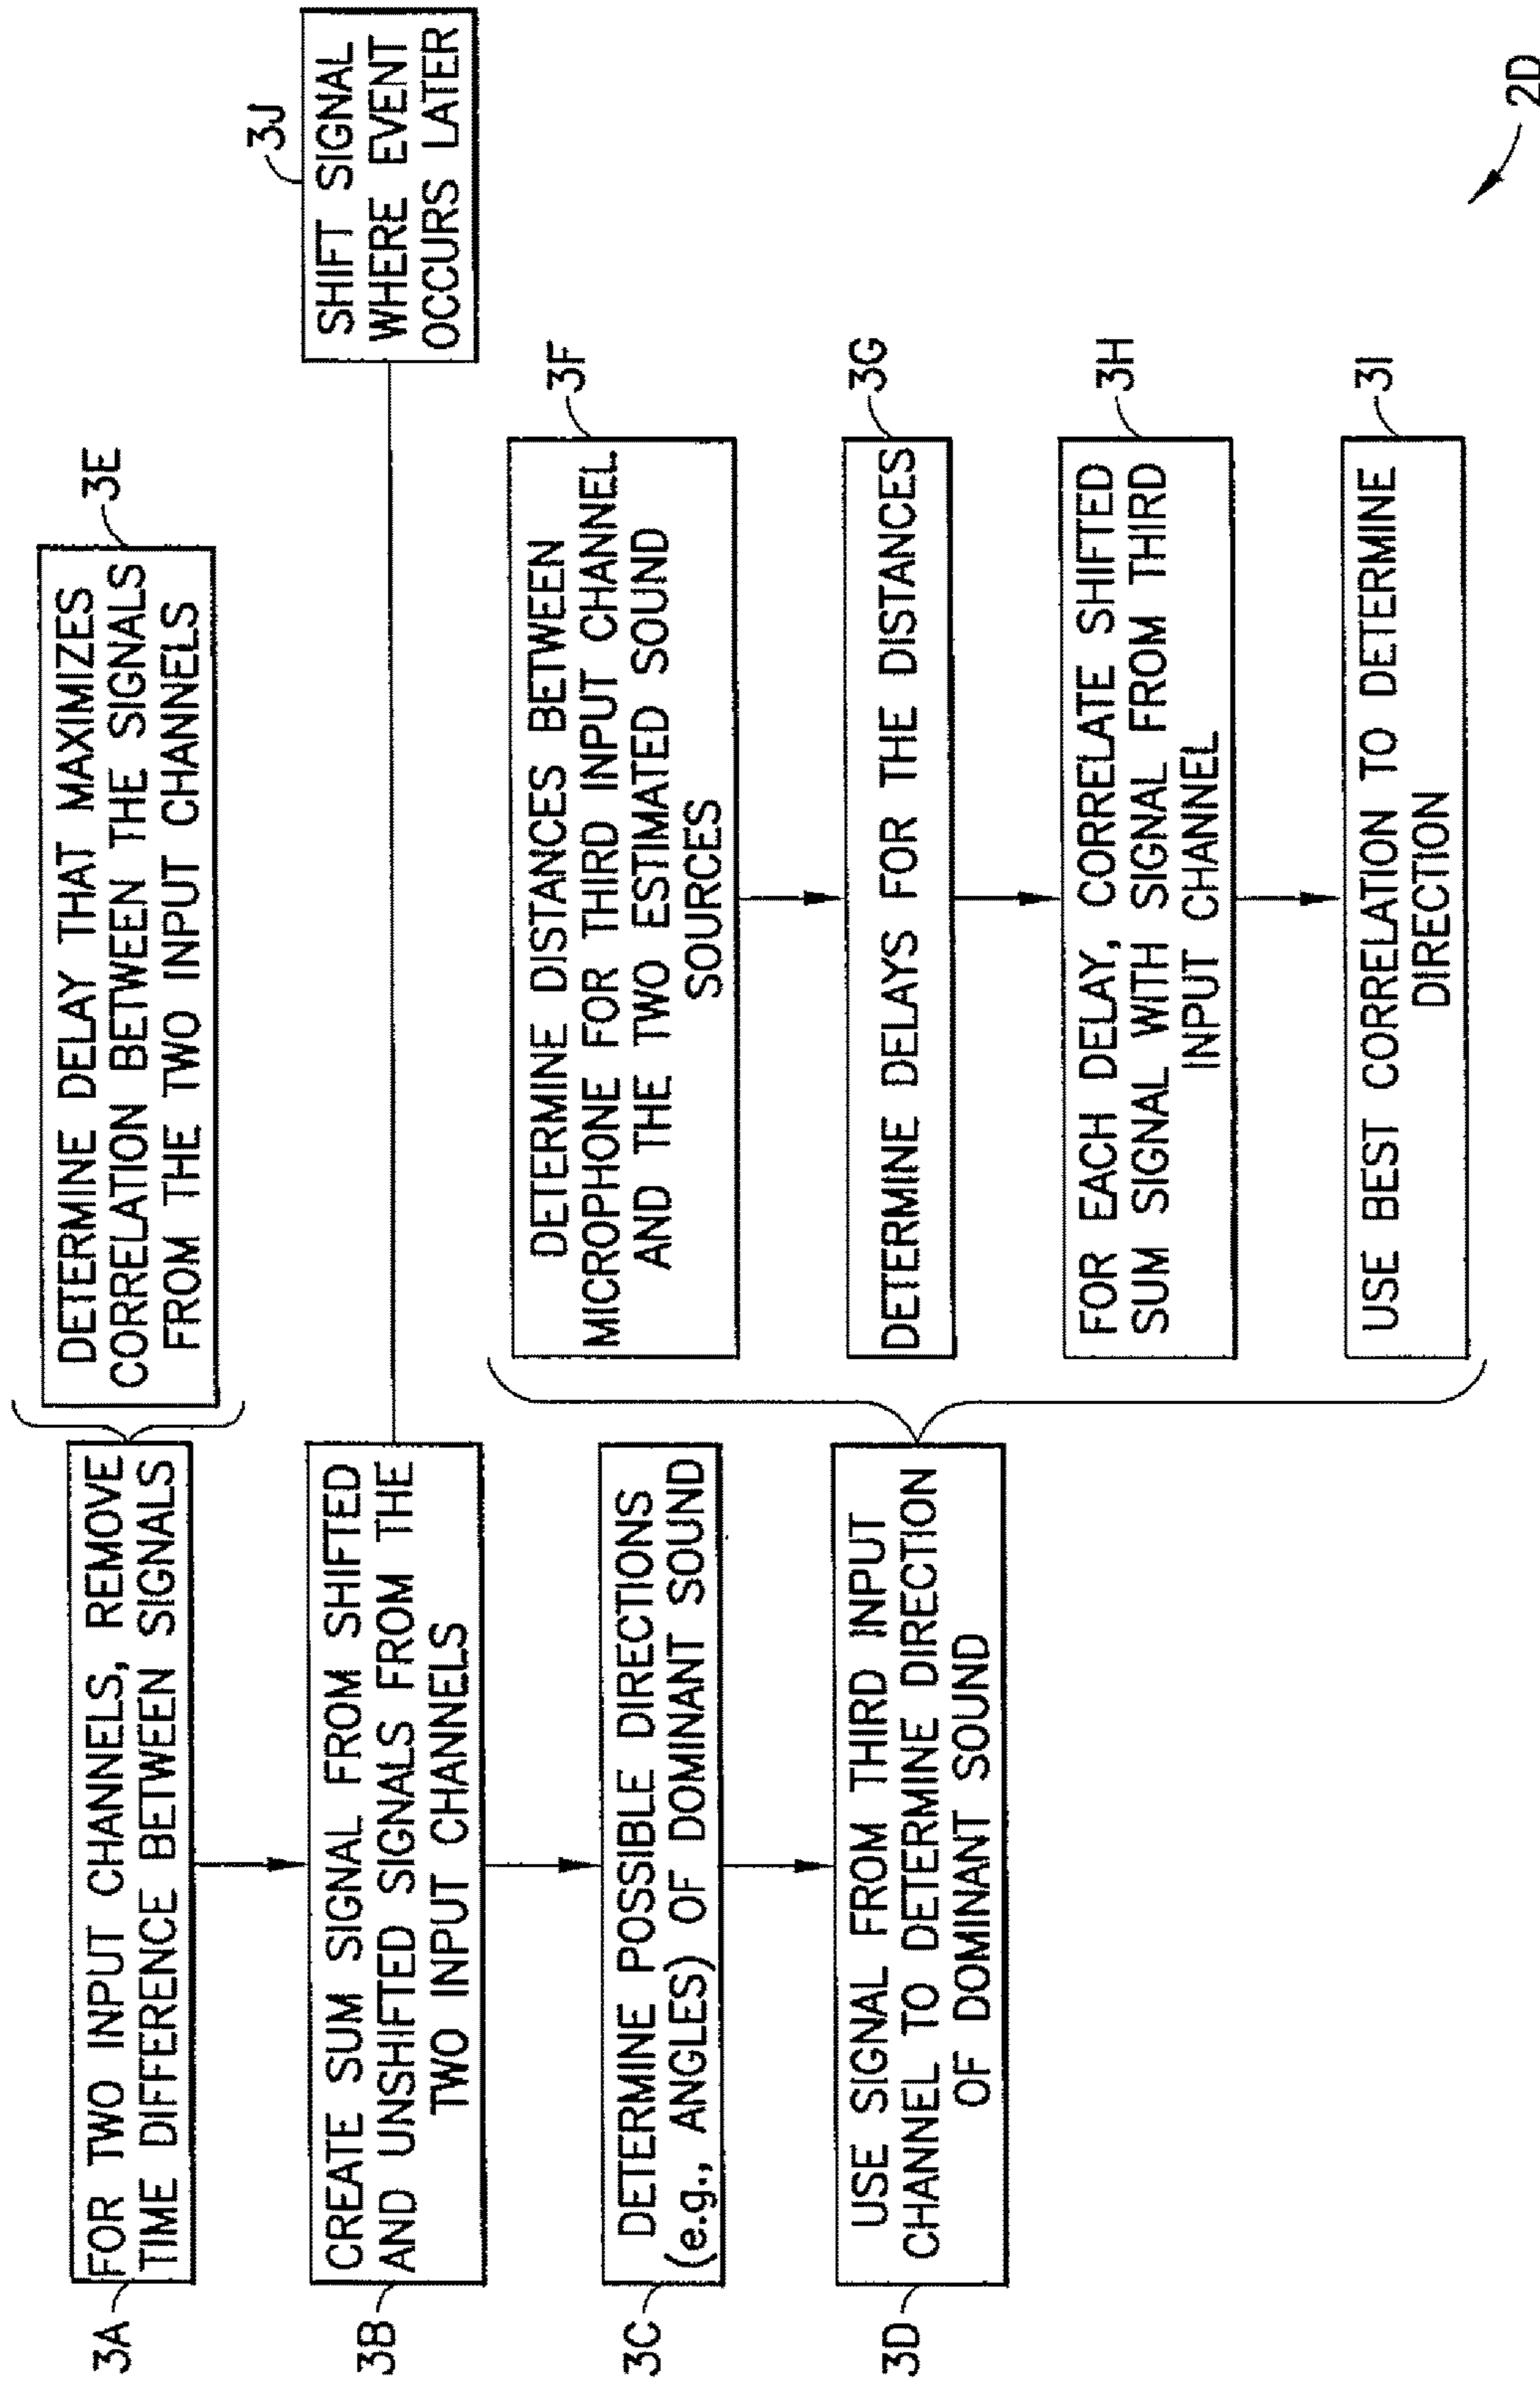 3A
FOR TWO INPUT CHANNELS, REMOVE
TIME DIFFERENCE BETWEEN SIGNALS
3E
DETERMINE DELAY THAT MAXIMIZES
CORRELATION BETWEEN THE SIGNALS
FROM THE TWO INPUT CHANNELS
3B
CREATE SUM SIGNAL FROM SHIFTED
AND UNSHIFTED SIGNALS FROM THE
TWO INPUT CHANNELS
3J
SHIFT SIGNAL
WHERE EVENT
OCCURS LATER
3C
DETERMINE POSSIBLE DIRECTIONS
(e.g., ANGLES) OF DOMINANT SOUND
3D
USE SIGNAL FROM THIRD INPUT
CHANNEL TO DETERMINE DIRECTION
OF DOMINANT SOUND
3F
DETERMINE DISTANCES BETWEEN
MICROPHONE FOR THIRD INPUT CHANNEL
AND THE TWO ESTIMATED SOUND
SOURCES
3G
DETERMINE DELAYS FOR THE DISTANCES
3H
FOR EACH DELAY, CORRELATE SHIFTED
SUM SIGNAL WITH SIGNAL FROM THIRD
INPUT CHANNEL
3I
USE BEST CORRELATION TO DETERMINE
DIRECTION
2D